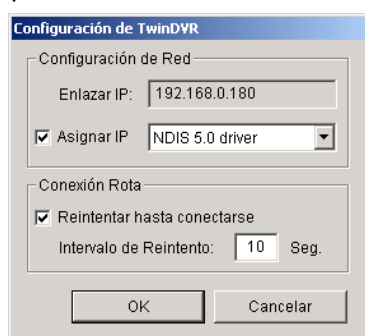 Configuración de TwinDVR
Configuración de Red
Enlazar IP: 192.168.0.180
Asignar IP NDIS 5.0 driver
Conexión Rota
Reintentar hasta conectarse
Intervalo de Reintento: 10 Seg.
OK Cancelar